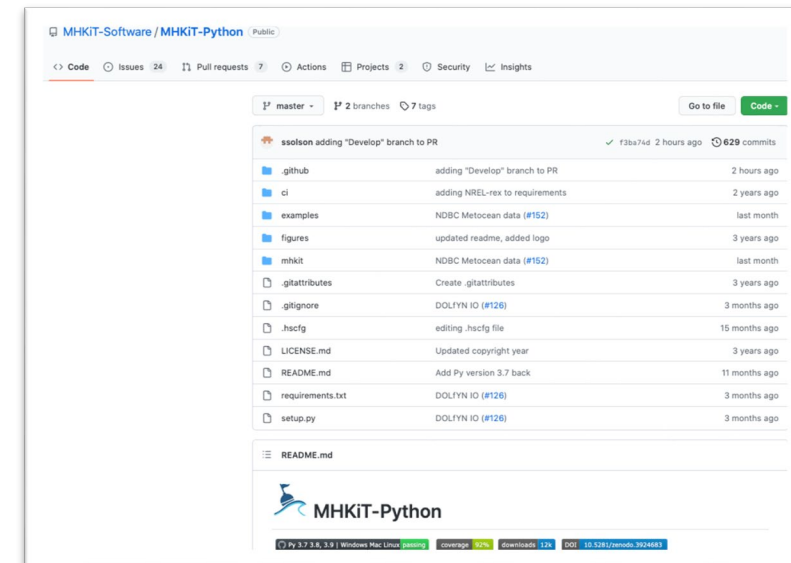 MHKiT-Software / MHKiT-Python Public
Code Issues 24 Pull requests 7 Actions Projects 2 Security Insights
master 2 branches 7 tags Go to file Code
ssolson adding "Develop" branch to PR f3ba74d 2 hours ago 629 commits
.github adding "Develop" branch to PR 2 hours ago
ci adding NREL-rex to requirements 2 years ago
examples NDBC Metocean data (#152) last month
figures updated readme, added logo 3 years ago
mhkit NDBC Metocean data (#152) last month
.gitattributes Create .gitattributes 3 years ago
.gitignore DOLfYN IO (#126) 3 months ago
.hscfg editing .hscfg file 15 months ago
LICENSE.md Updated copyright year 3 years ago
README.md Add Py version 3.7 back 11 months ago
requirements.txt DOLfYN IO (#126) 3 months ago
setup.py DOLfYN IO (#126) 3 months ago
README.md
MHKiT-Python
Py 3.7 3.8, 3.9 | Windows Mac Linux passing coverage 92% downloads 12k DOI 10.5281/zenodo.3924683